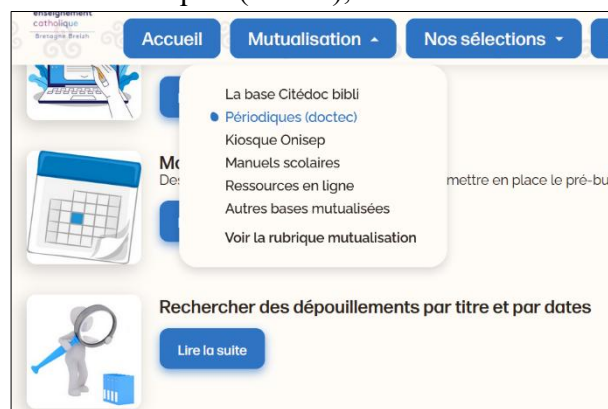 enseignement
catholique
Bretagne Breizh
Accueil
Mutualisation
Nos sélections
La base Citédoc bibli
Périodiques (doctec)
Kiosque Onisep
Manuels scolaires
Ressources en ligne
Autres bases mutualisées
Voir la rubrique mutualisation
mettre en place le pré-bu
Rechercher des dépouillements par titre et par dates
Lire la suite